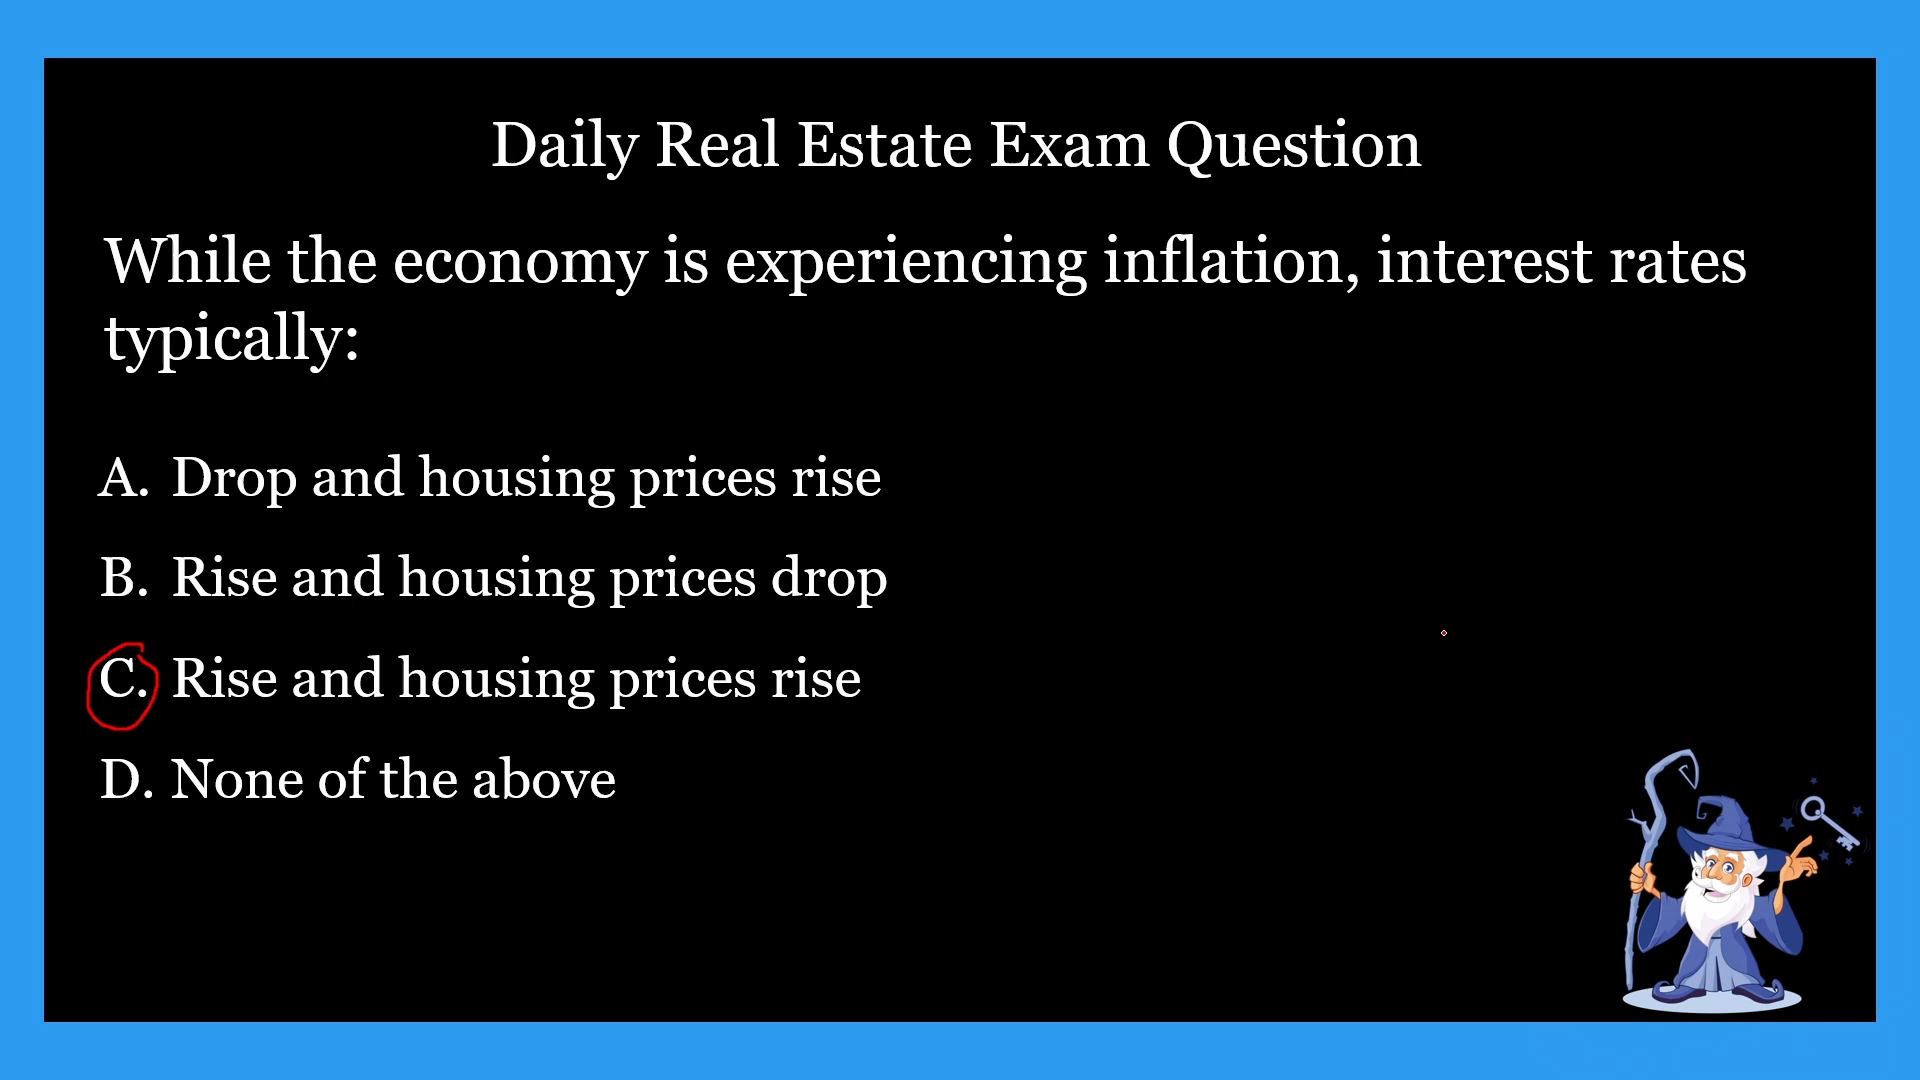 Daily Real Estate Exam Question
While the economy is experiencing inflation, interest rates
typically:
A. Drop and housing prices rise
B. Rise and housing prices drop
C. Rise and housing prices rise
D. None of the above